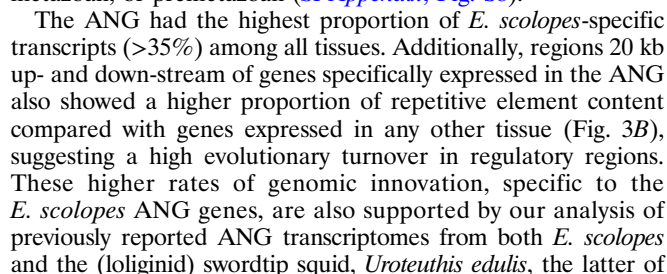 metazoan, or premetazoan (SI Appendix, Fig. S8).
The ANG had the highest proportion of E. scolopes-specific
transcripts (>35%) among all tissues. Additionally, regions 20 kb
up- and down-stream of genes specifically expressed in the ANG
also showed a higher proportion of repetitive element content
compared with genes expressed in any other tissue (Fig. 3B),
suggesting a high evolutionary turnover in regulatory regions.
These higher rates of genomic innovation, specific to the
E. scolopes ANG genes, are also supported by our analysis of
previously reported ANG transcriptomes from both E. scolopes
and the (loliginid) swordtip squid, Uroteuthis edulis, the latter of